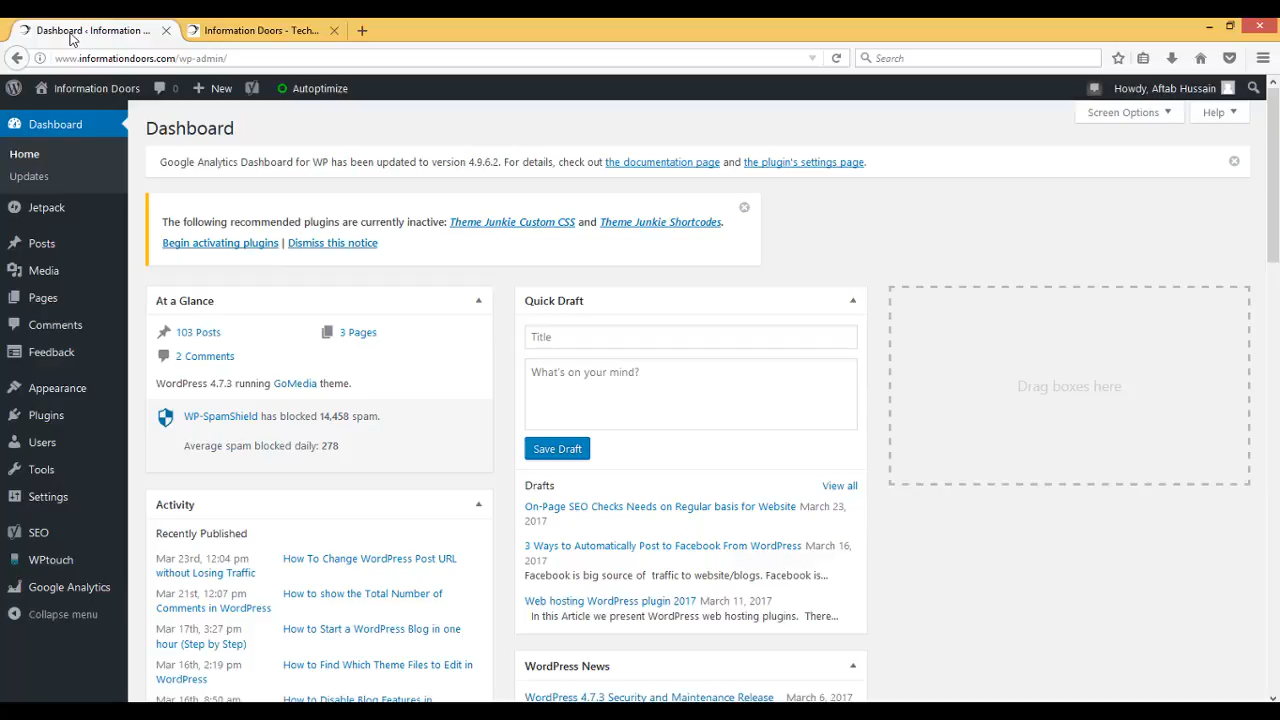 Dashboard ‹ Information ...
Information Doors - Tech...
www.informationdoors.com/wp-admin/
Search
Information Doors
0
New
Autoptimize
Howdy, Aftab Hussain
Dashboard
Home
Updates
Jetpack
Posts
Media
Pages
Comments
Feedback
Appearance
Plugins
Users
Tools
Settings
SEO
WPtouch
Google Analytics
Collapse menu
Screen Options
Help
Dashboard
Google Analytics Dashboard for WP has been updated to version 4.9.6.2. For details, check out the documentation page and the plugin's settings page.
The following recommended plugins are currently inactive: Theme Junkie Custom CSS and Theme Junkie Shortcodes.
Begin activating plugins | Dismiss this notice
At a Glance
103 Posts
3 Pages
2 Comments
WordPress 4.7.3 running GoMedia theme.
WP-SpamShield has blocked 14,458 spam.
Average spam blocked daily: 278
Activity
Recently Published
Mar 23rd, 12:04 pm How To Change WordPress Post URL
without Losing Traffic
Mar 21st, 12:07 pm How to show the Total Number of
Comments in WordPress
Mar 17th, 3:27 pm How to Start a WordPress Blog in one
hour (Step by Step)
Mar 16th, 2:19 pm How to Find Which Theme Files to Edit in
WordPress
Mar 16th, 8:50 am How to Disable Blog Features in
Quick Draft
Title
What's on your mind?
Save Draft
Drafts
View all
On-Page SEO Checks Needs on Regular basis for Website March 23,
2017
3 Ways to Automatically Post to Facebook From WordPress March 16,
2017
Facebook is big source of traffic to website/blogs. Facebook is...
Web hosting WordPress plugin 2017 March 11, 2017
In this Article we present WordPress web hosting plugins. There...
WordPress News
WordPress 4.7.3 Security and Maintenance Release March 6, 2017
Drag boxes here